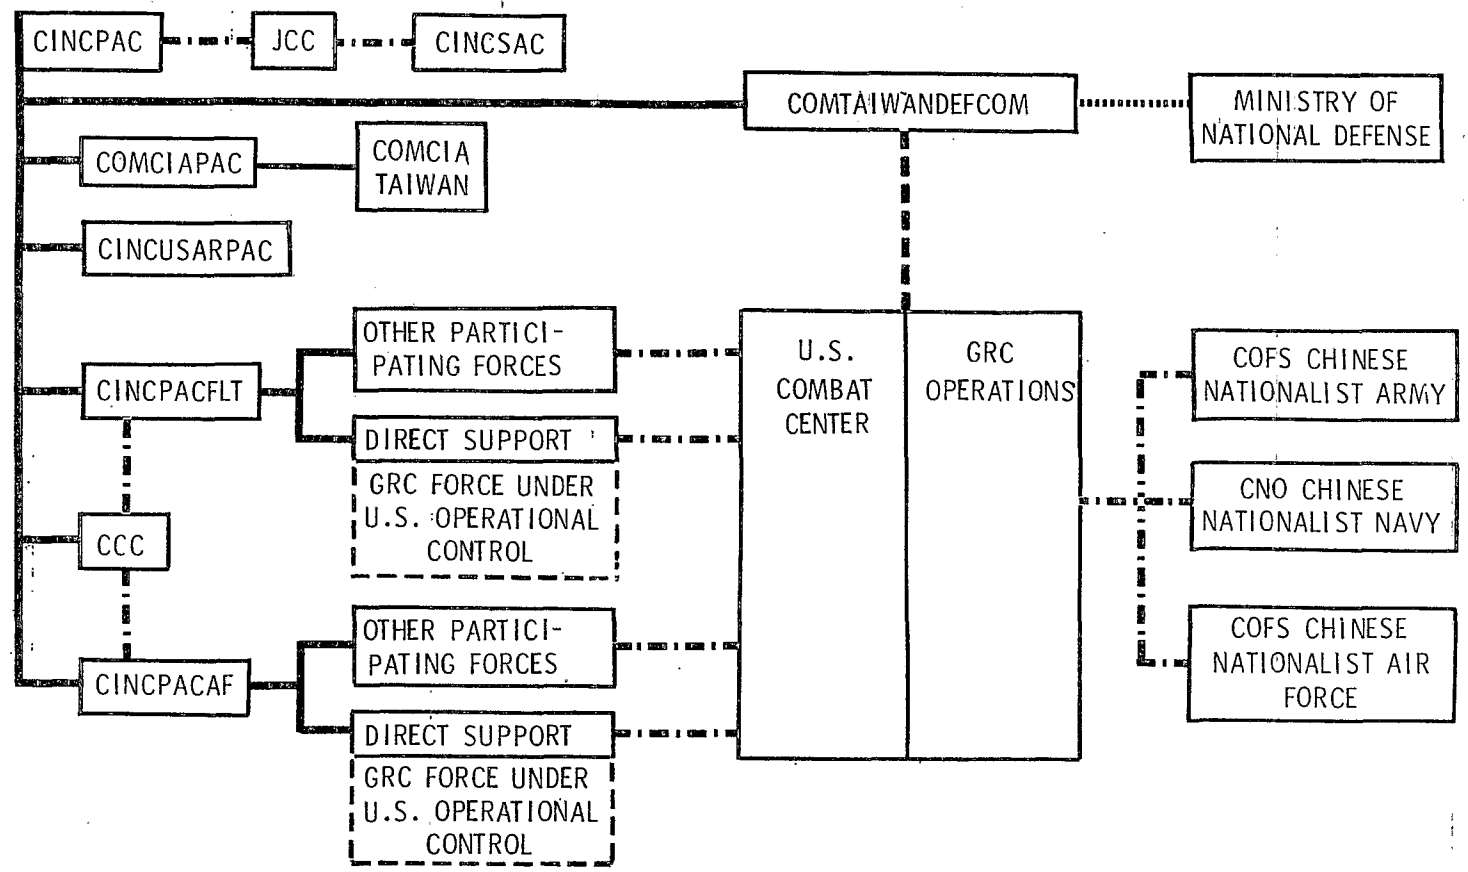 CINCPAC
JCC
CINCSAC
COMTAIWANDEFCOM
MINISTRY OF
NATIONAL DEFENSE
COMCIAPAC
COMCIA
TAIWAN
CINCUSARPAC
CINCPACFLT
OTHER PARTICI-
PATING FORCES
DIRECT SUPPORT
GRC FORCE UNDER
U.S. OPERATIONAL
CONTROL
CCC
CINCPACAF
OTHER PARTICI-
PATING FORCES
DIRECT SUPPORT
GRC FORCE UNDER
U.S. OPERATIONAL
CONTROL
U.S.
COMBAT
CENTER
GRC
OPERATIONS
COFS CHINESE
NATIONALIST ARMY
CNO CHINESE
NATIONALIST NAVY
COFS CHINESE
NATIONALIST AIR
FORCE